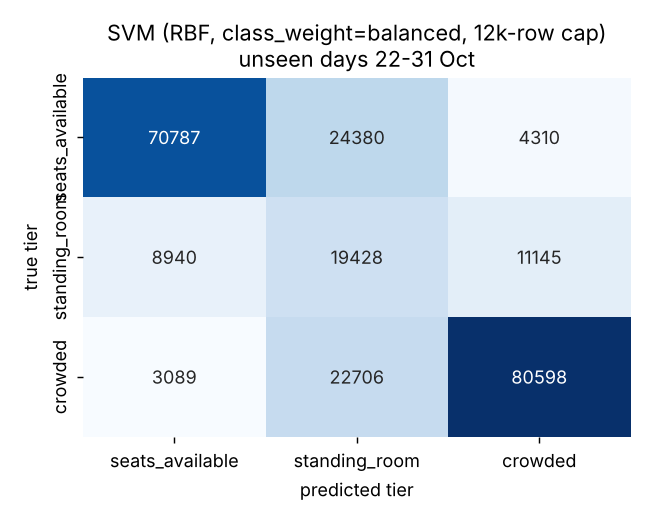 SVM (RBF, class_weight=balanced, 12k-row cap)
unseen days 22-31 Oct
true tier
seats_available
70787 24380 4310
standing_room
8940 19428 11145
crowded
3089 22706 80598
seats_available standing_room crowded
predicted tier